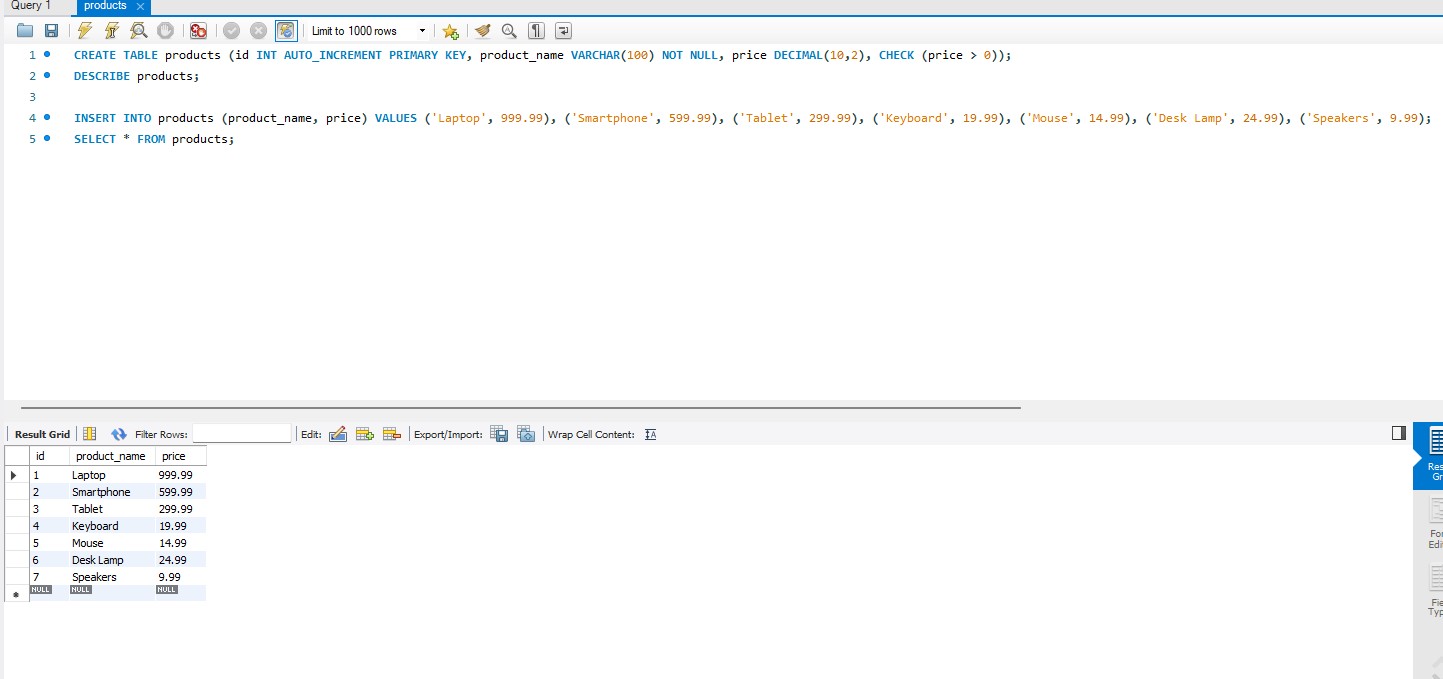 Query 1 products ×
Limit to 1000 rows
1 CREATE TABLE products (id INT AUTO_INCREMENT PRIMARY KEY, product_name VARCHAR(100) NOT NULL, price DECIMAL(10,2), CHECK (price > 0));
2 DESCRIBE products;
3
4 INSERT INTO products (product_name, price) VALUES ('Laptop', 999.99), ('Smartphone', 599.99), ('Tablet', 299.99), ('Keyboard', 19.99), ('Mouse', 14.99), ('Desk Lamp', 24.99), ('Speakers', 9.99);
5 SELECT * FROM products;
Result Grid Filter Rows: Edit: Export/Import: Wrap Cell Content:
id product_name price
1 Laptop 999.99
2 Smartphone 599.99
3 Tablet 299.99
4 Keyboard 19.99
5 Mouse 14.99
6 Desk Lamp 24.99
7 Speakers 9.99
NULL NULL NULL
Res
Gr
For
Edi
Fie
Typ